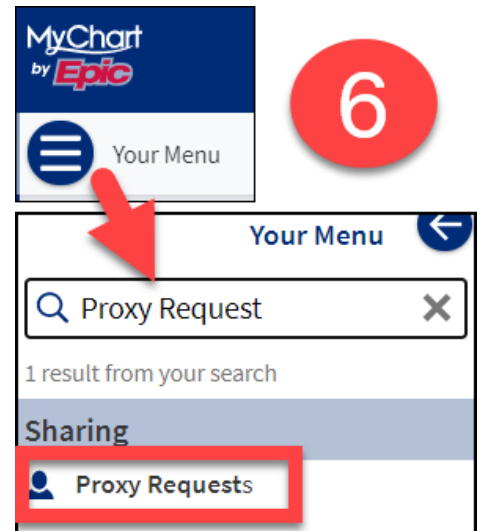 MyChart
by Epic
6
Your Menu
Your Menu
Proxy Request
1 result from your search
Sharing
Proxy Requests